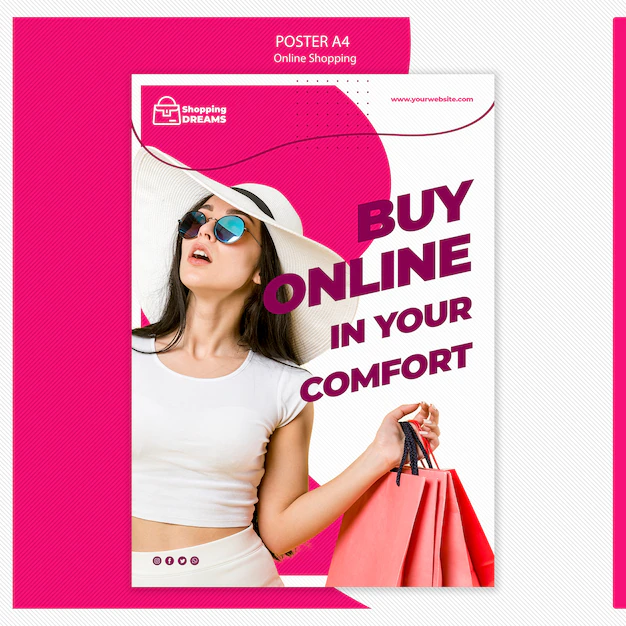 POSTER A4
Online Shopping
Shopping
DREAMS
www.yourwebsite.com
BUY
ONLINE
IN YOUR
COMFORT